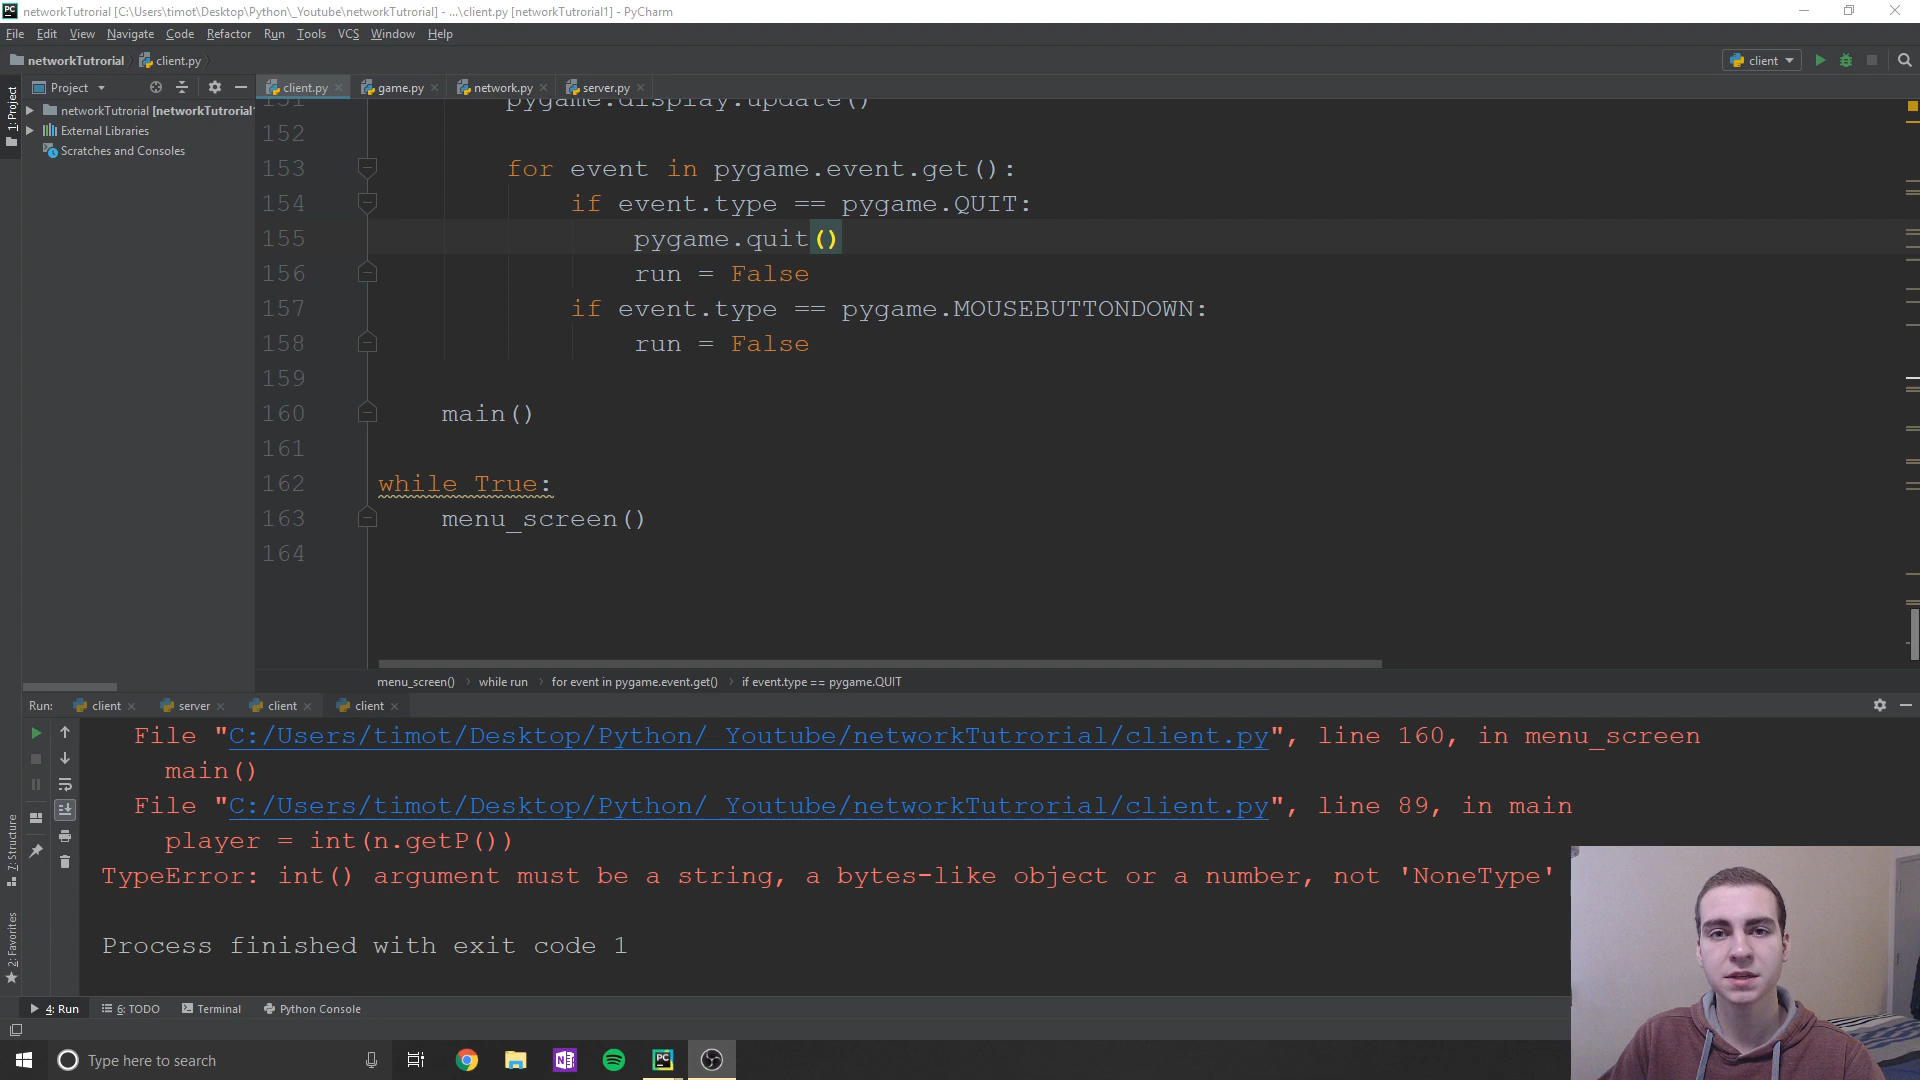 networkTutorial [C:\Users\timot\Desktop\Python\_Youtube\networkTutrorial] - ...\client.py [networkTutorial1] - PyCharm
File Edit View Navigate Code Refactor Run Tools VCS Window Help
networkTutrorial client.py client
1: Project
Project client.py game.py network.py server.py
networkTutorial [networkTutorial1
External Libraries
Scratches and Consoles
151 pygame.display.update()
152
153 for event in pygame.event.get():
154 if event.type == pygame.QUIT:
155 pygame.quit()
156 run = False
157 if event.type == pygame.MOUSEBUTTONDOWN:
158 run = False
159
160 main()
161
162 while True:
163 menu_screen()
164
menu_screen() › while run › for event in pygame.event.get() › if event.type == pygame.QUIT
Run: client server client client
File "C:/Users/timot/Desktop/Python/_Youtube/networkTutrorial/client.py", line 160, in menu_screen
main()
File "C:/Users/timot/Desktop/Python/_Youtube/networkTutrorial/client.py", line 89, in main
player = int(n.getP())
TypeError: int() argument must be a string, a bytes-like object or a number, not 'NoneType'
Process finished with exit code 1
7: Structure
2: Favorites
4: Run 6: TODO Terminal Python Console
Type here to search